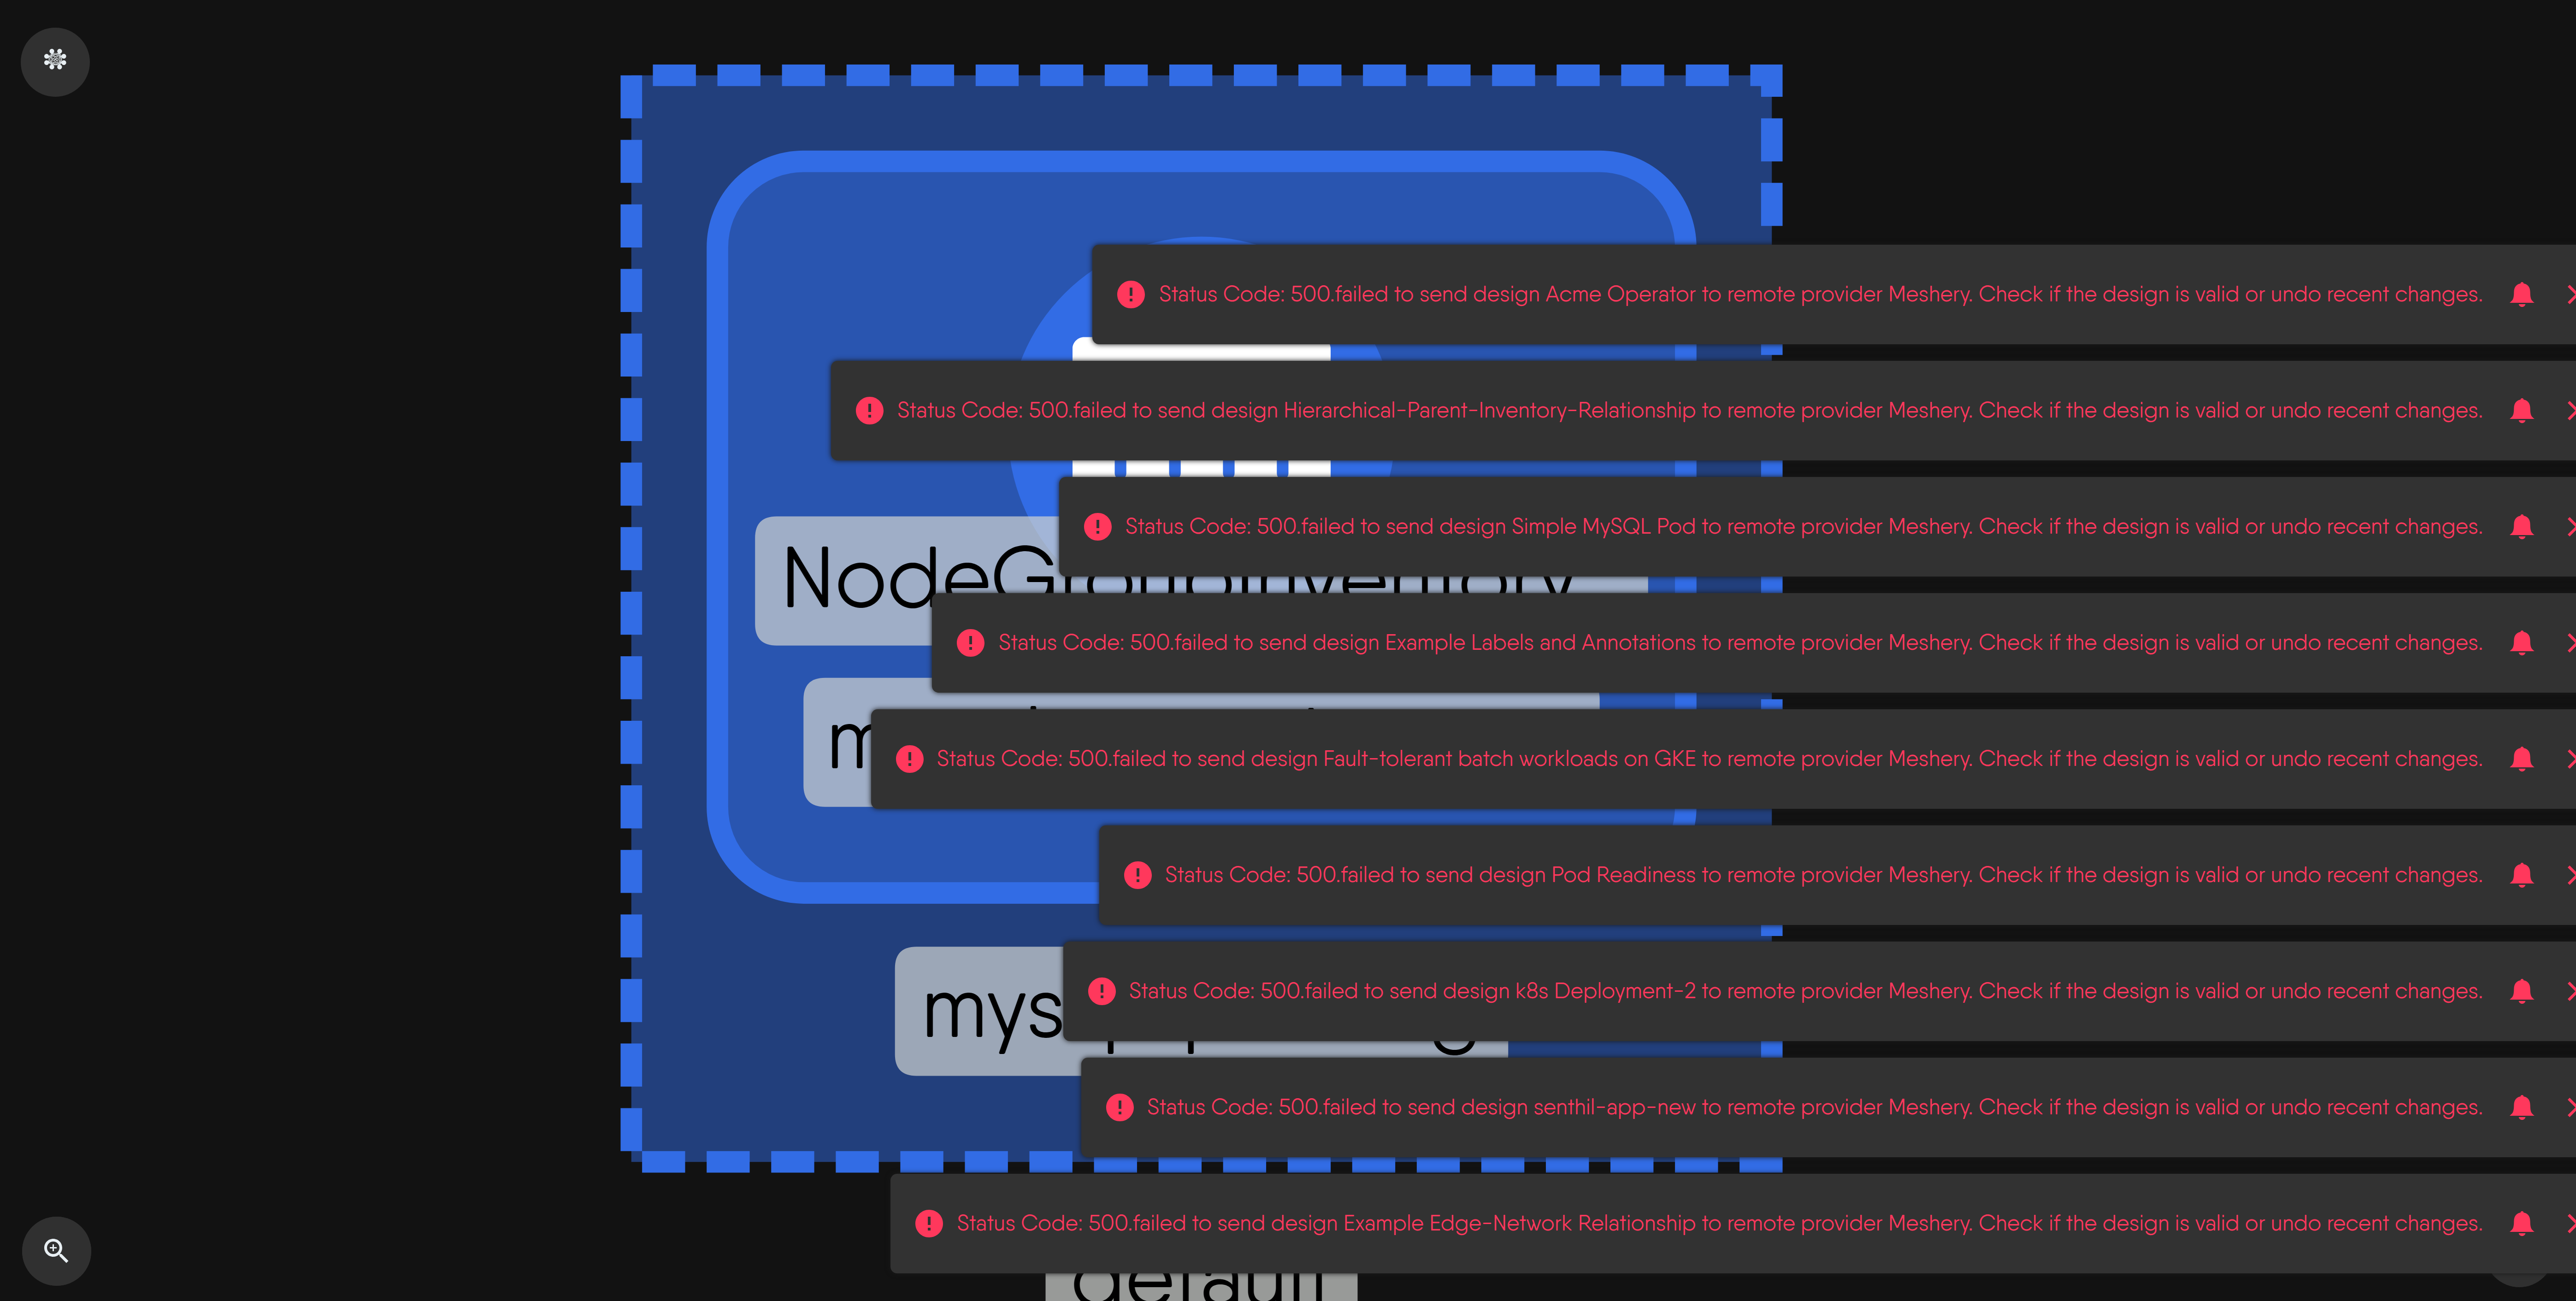 Status Code: 500.failed to send design Acme Operator to remote provider Meshery. Check if the design is valid or undo recent changes.
Status Code: 500.failed to send design Hierarchical-Parent-Inventory-Relationship to remote provider Meshery. Check if the design is valid or undo recent changes.
Status Code: 500.failed to send design Simple MySQL Pod to remote provider Meshery. Check if the design is valid or undo recent changes.
NodeGroupInventory
Status Code: 500.failed to send design Example Labels and Annotations to remote provider Meshery. Check if the design is valid or undo recent changes.
Status Code: 500.failed to send design Fault-tolerant batch workloads on GKE to remote provider Meshery. Check if the design is valid or undo recent changes.
Status Code: 500.failed to send design Pod Readiness to remote provider Meshery. Check if the design is valid or undo recent changes.
Status Code: 500.failed to send design k8s Deployment-2 to remote provider Meshery. Check if the design is valid or undo recent changes.
Status Code: 500.failed to send design senthil-app-new to remote provider Meshery. Check if the design is valid or undo recent changes.
Status Code: 500.failed to send design Example Edge-Network Relationship to remote provider Meshery. Check if the design is valid or undo recent changes.
default